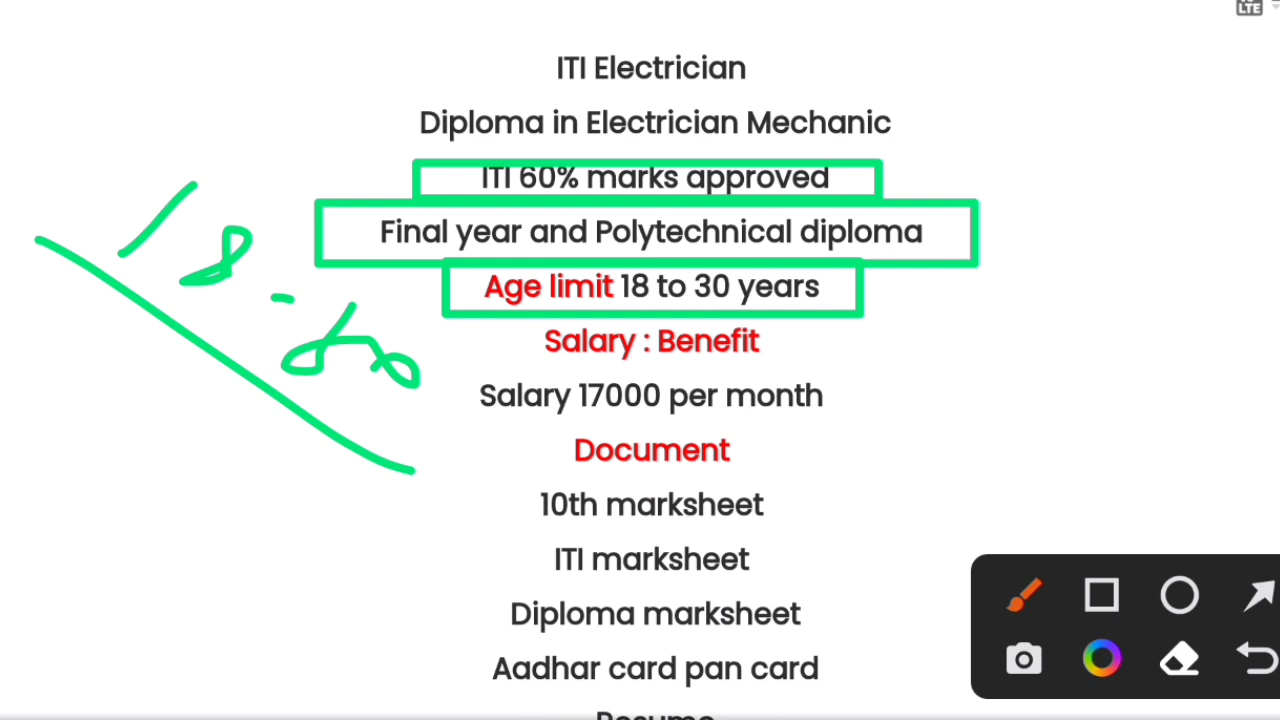 LTE
ITI Electrician
Diploma in Electrician Mechanic
ITI 60% marks approved
Final year and Polytechnical diploma
Age limit 18 to 30 years
18
Salary : Benefit
Salary 17000 per month
Document
10th marksheet
ITI marksheet
Diploma marksheet
Aadhar card pan card
Resume